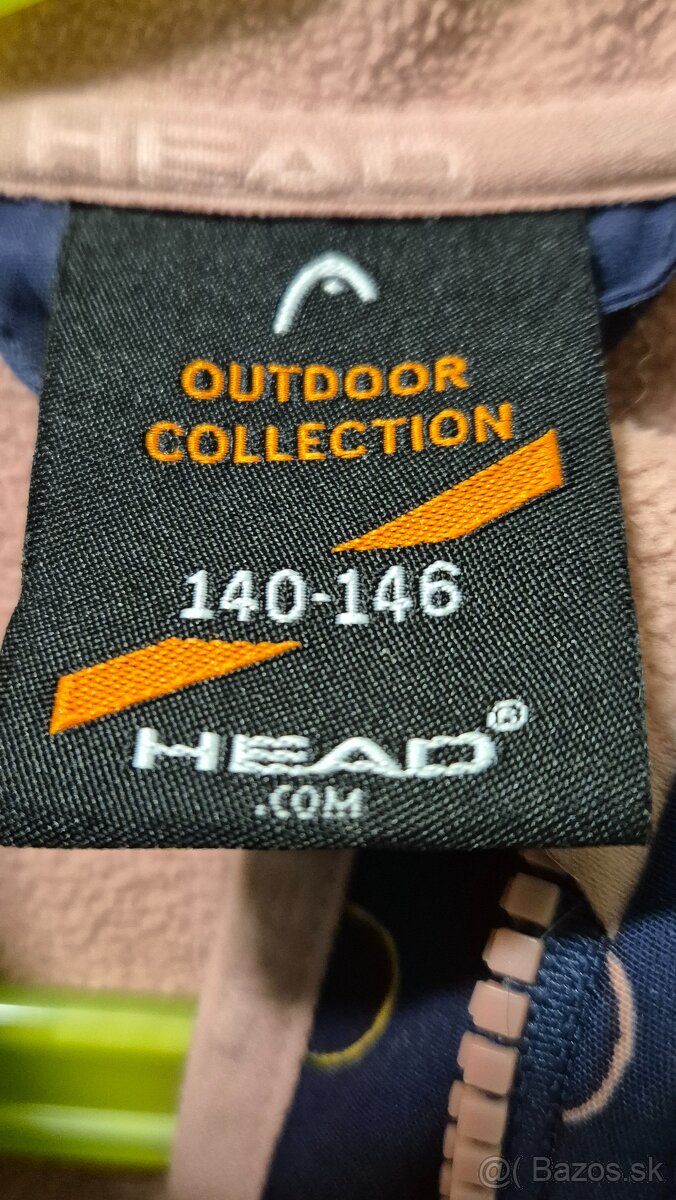 HEAD
OUTDOOR
COLLECTION
140-146
HEAD®
.COM
@( Bazos.sk